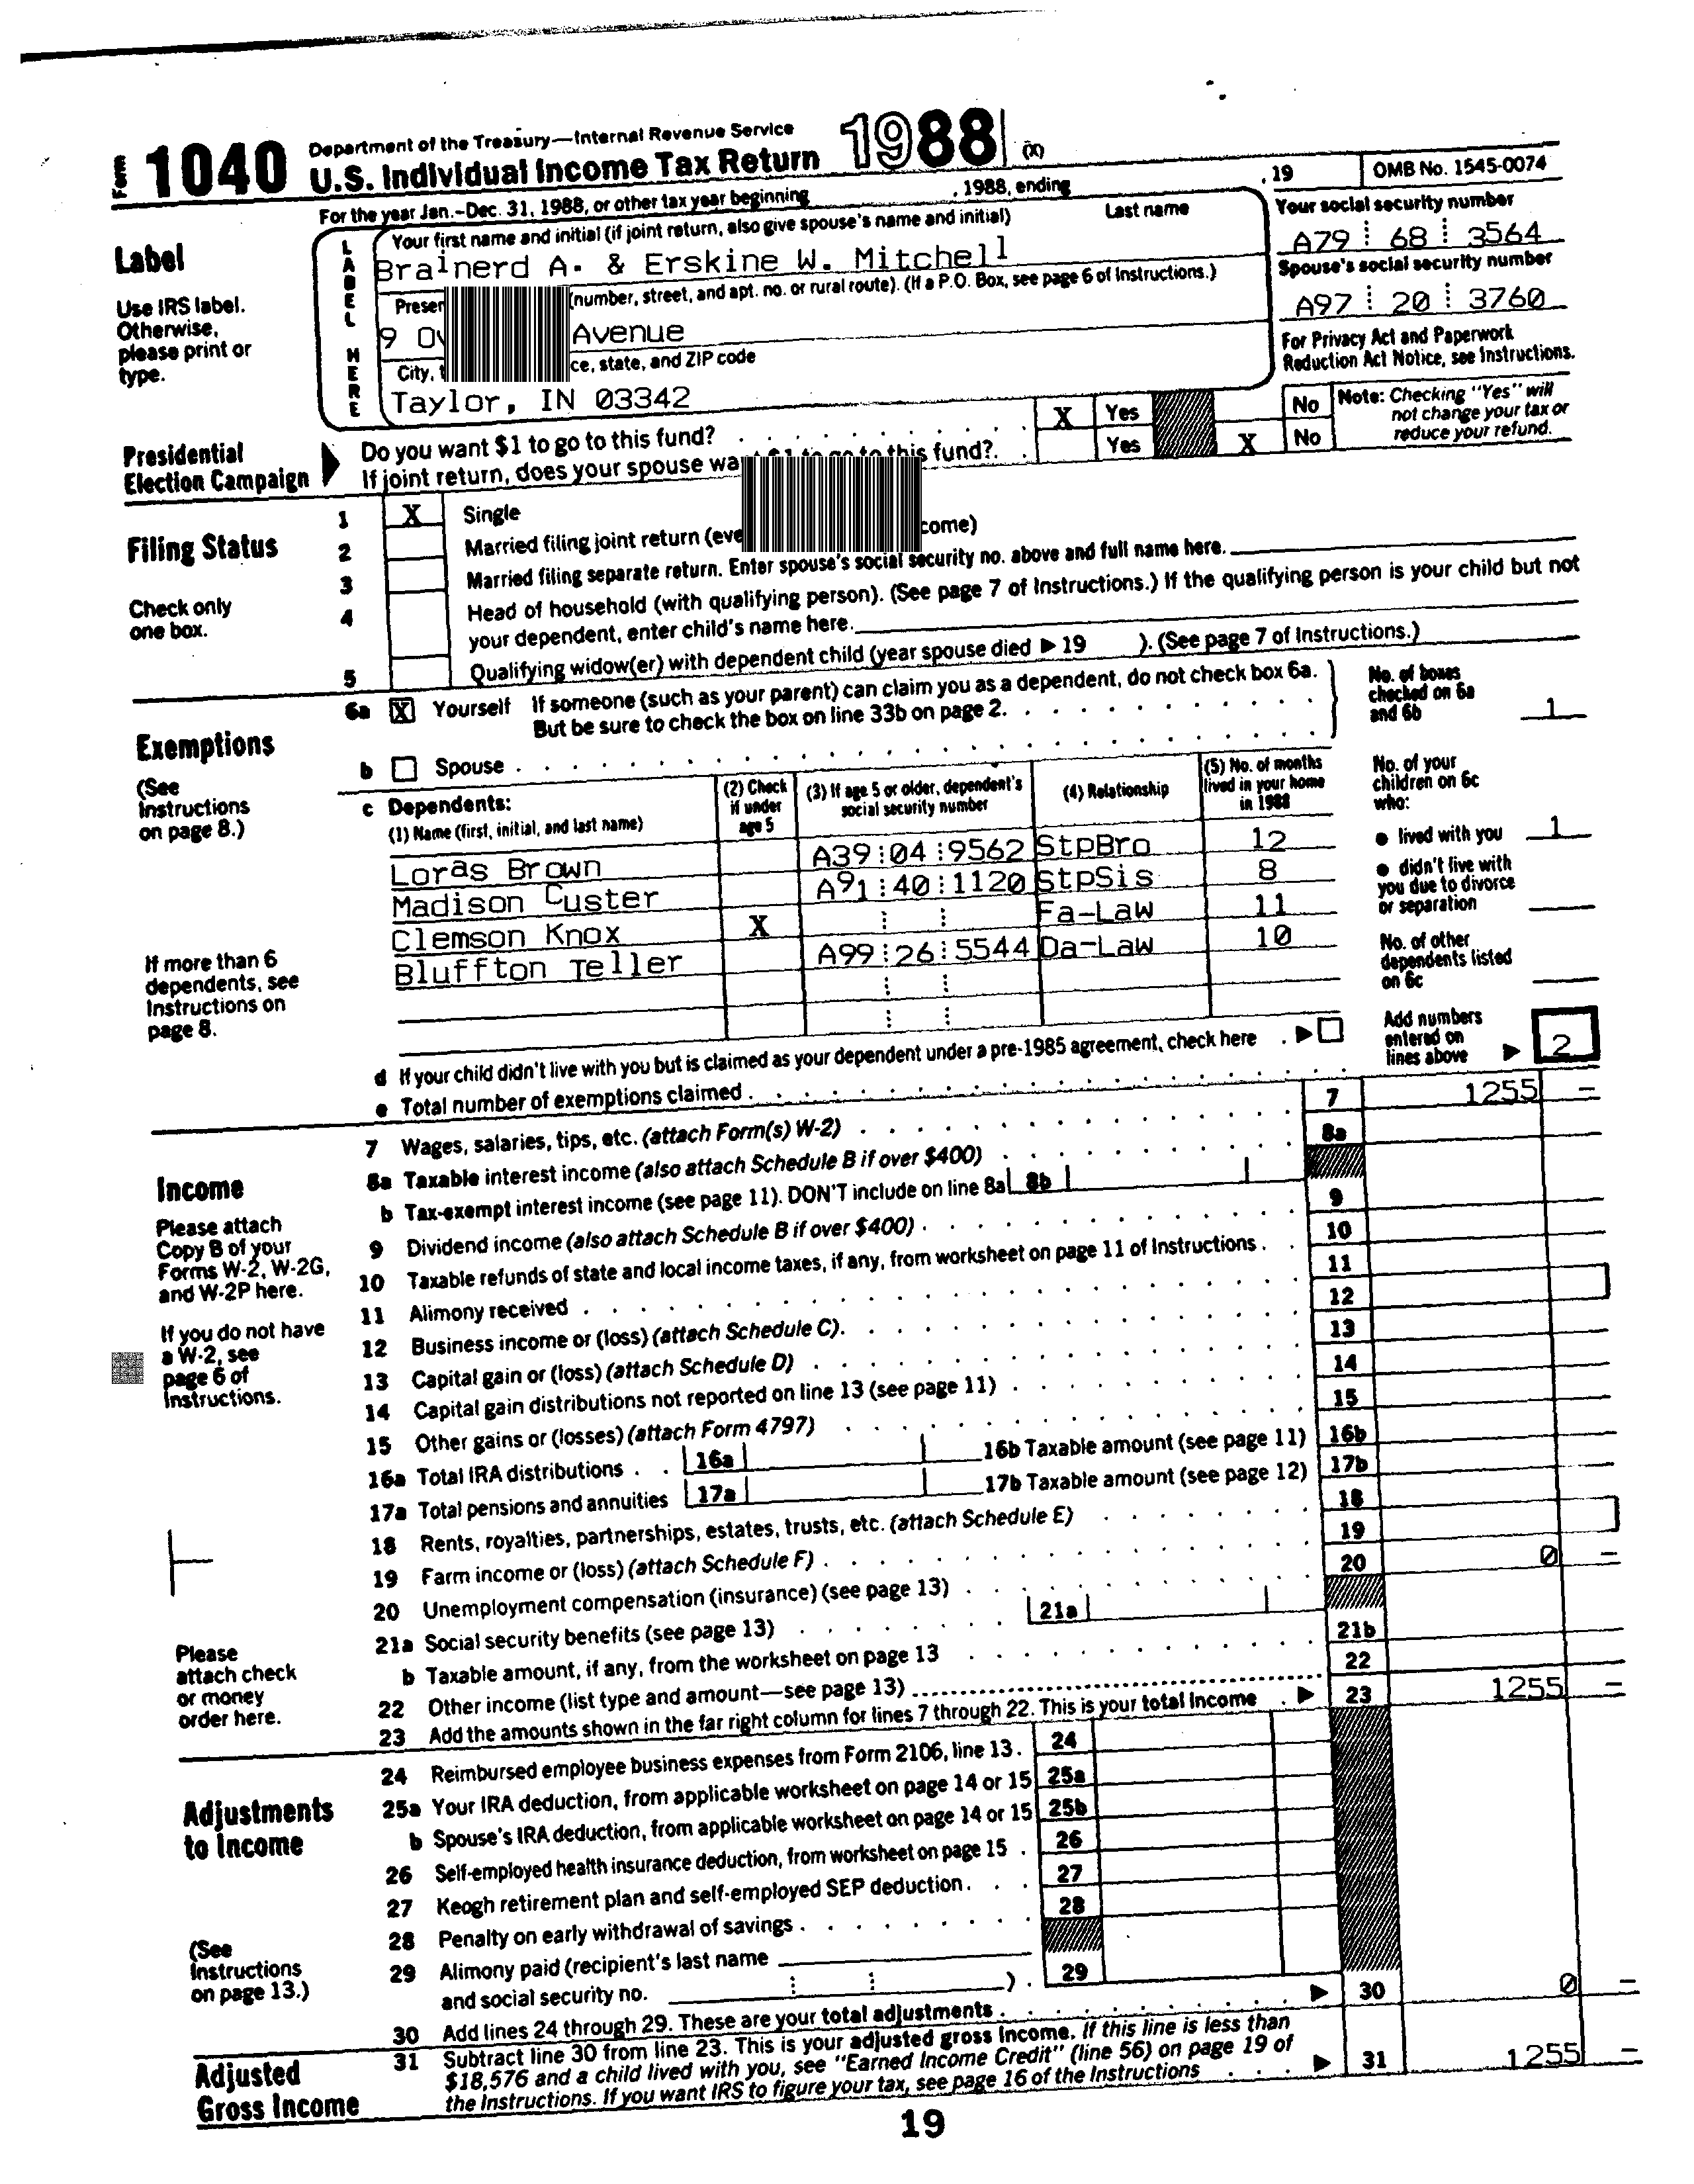 Form 1040 Department of the Treasury—Internal Revenue Service
U.S. Individual Income Tax Return 1988 (X)
For the year Jan.–Dec. 31, 1988, or other tax year beginning , 1988, ending , 19 OMB No. 1545-0074
Label
Use IRS label.
Otherwise,
please print or
type.
LABEL HERE
Your first name and initial (if joint return, also give spouse's name and initial) Last name
Brainerd A. & Erskine W. Mitchell
(number, street, and apt. no. or rural route). (If a P.O. Box, see page 6 of Instructions.)
9 Avenue
City, state, and ZIP code
Taylor, IN 03342
Your social security number
A79 68 3564
Spouse's social security number
A97 20 3760
For Privacy Act and Paperwork
Reduction Act Notice, see Instructions.
Presidential
Election Campaign
Do you want $1 to go to this fund? X Yes No
If joint return, does your spouse want $1 to go to this fund? Yes X No
Note: Checking "Yes" will
not change your tax or
reduce your refund.
Filing Status
Check only
one box.
1 X Single
2 Married filing joint return
3 Married filing separate return. Enter spouse's social security no. above and full name here.
4 Head of household (with qualifying person). (See page 7 of Instructions.) If the qualifying person is your child but not
your dependent, enter child's name here.
5 Qualifying widow(er) with dependent child (year spouse died ▶ 19 ). (See page 7 of Instructions.)
Exemptions
(See
Instructions
on page 8.)
If more than 6
dependents, see
Instructions on
page 8.
6a X Yourself If someone (such as your parent) can claim you as a dependent, do not check box 6a.
But be sure to check the box on line 33b on page 2.
b Spouse
No. of boxes
checked on 6a
and 6b 1
c Dependents:
(1) Name (first, initial, and last name)
(2) Check
if under
age 5
(3) If age 5 or older, dependent's
social security number
(4) Relationship
(5) No. of months
lived in your home
in 1988
Loras Brown A39 04 9562 StpBro 12
Madison Custer A91 40 1120 StpSis 8
Clemson Knox X Fa-Law 11
Bluffton Teller A99 26 5544 Da-Law 10
No. of your
children on 6c
who:
● lived with you 1
● didn't live with
you due to divorce
or separation
No. of other
dependents listed
on 6c
Add numbers
entered on
lines above ▶ 2
d If your child didn't live with you but is claimed as your dependent under a pre-1985 agreement, check here ▶
e Total number of exemptions claimed
Income
Please attach
Copy B of your
Forms W-2, W-2G,
and W-2P here.
If you do not have
a W-2, see
page 6 of
Instructions.
Please
attach check
or money
order here.
7 Wages, salaries, tips, etc. (attach Form(s) W-2) 7 1255 –
8a Taxable interest income (also attach Schedule B if over $400) 8a
b Tax-exempt interest income (see page 11). DON'T include on line 8a 8b
9 Dividend income (also attach Schedule B if over $400) 9
10 Taxable refunds of state and local income taxes, if any, from worksheet on page 11 of Instructions 10
11 Alimony received 11
12 Business income or (loss) (attach Schedule C) 12
13 Capital gain or (loss) (attach Schedule D) 13
14 Capital gain distributions not reported on line 13 (see page 11) 14
15 Other gains or (losses) (attach Form 4797) 15
16a Total IRA distributions 16a 16b Taxable amount (see page 11) 16b
17a Total pensions and annuities 17a 17b Taxable amount (see page 12) 17b
18 Rents, royalties, partnerships, estates, trusts, etc. (attach Schedule E) 18
19 Farm income or (loss) (attach Schedule F) 19
20 Unemployment compensation (insurance) (see page 13) 20 0 –
21a Social security benefits (see page 13) 21a
b Taxable amount, if any, from the worksheet on page 13 21b
22 Other income (list type and amount—see page 13) 22
23 Add the amounts shown in the far right column for lines 7 through 22. This is your total income ▶ 23 1255 –
Adjustments
to Income
(See
Instructions
on page 13.)
24 Reimbursed employee business expenses from Form 2106, line 13. 24
25a Your IRA deduction, from applicable worksheet on page 14 or 15 25a
b Spouse's IRA deduction, from applicable worksheet on page 14 or 15 25b
26 Self-employed health insurance deduction, from worksheet on page 15 26
27 Keogh retirement plan and self-employed SEP deduction 27
28 Penalty on early withdrawal of savings 28
29 Alimony paid (recipient's last name
and social security no. ). 29
30 Add lines 24 through 29. These are your total adjustments ▶ 30 0 –
Adjusted
Gross Income
31 Subtract line 30 from line 23. This is your adjusted gross income. If this line is less than
$18,576 and a child lived with you, see "Earned Income Credit" (line 56) on page 19 of
the Instructions. If you want IRS to figure your tax, see page 16 of the Instructions ▶ 31 1255 –
19